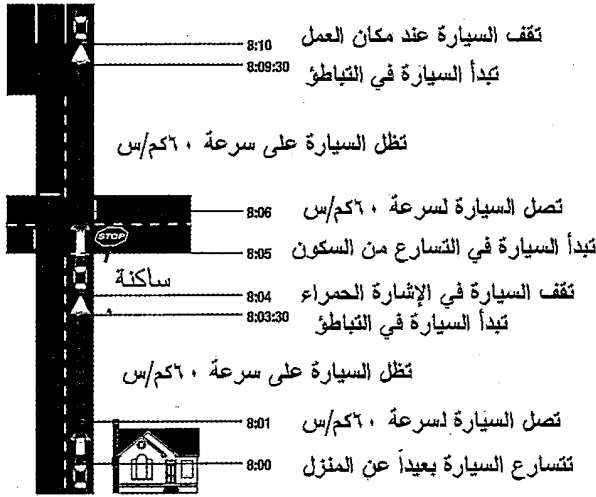 8:10 تقف السيارة عند مكان العمل
8:09:30 تبدأ السيارة في التباطؤ
تظل السيارة على سرعة ٦٠كم/س
8:06 تصل السيارة لسرعة ٦٠كم/س
STOP
8:05 تبدأ السيارة في التسارع من السكون
ساكنة
8:04 تقف السيارة في الإشارة الحمراء
8:03:30 تبدأ السيارة في التباطؤ
تظل السيارة على سرعة ٦٠كم/س
8:01 تصل السيارة لسرعة ٦٠كم/س
8:00 تتسارع السيارة بعيداً عن المنزل